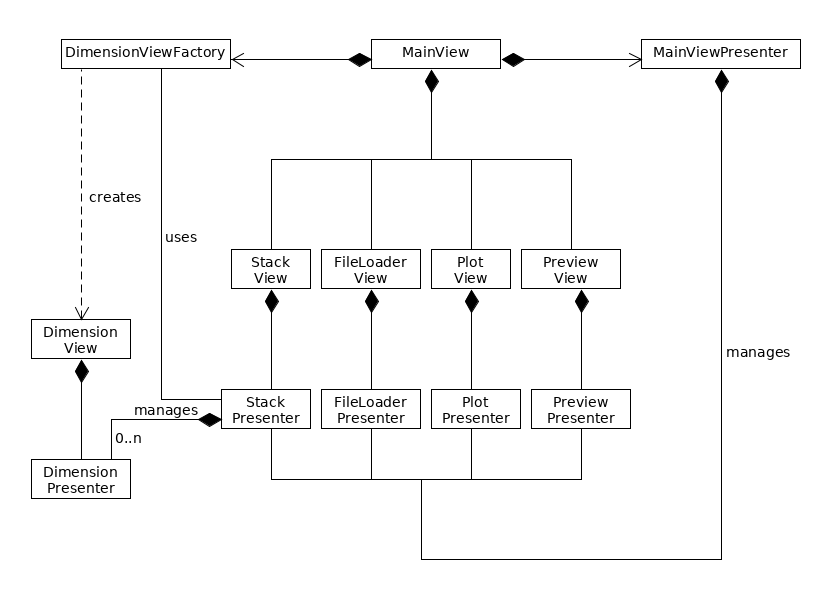 DimensionViewFactory
MainView
MainViewPresenter
creates
uses
Stack
View
FileLoader
View
Plot
View
Preview
View
Dimension
View
manages
Stack
Presenter
FileLoader
Presenter
Plot
Presenter
Preview
Presenter
manages
0..n
Dimension
Presenter